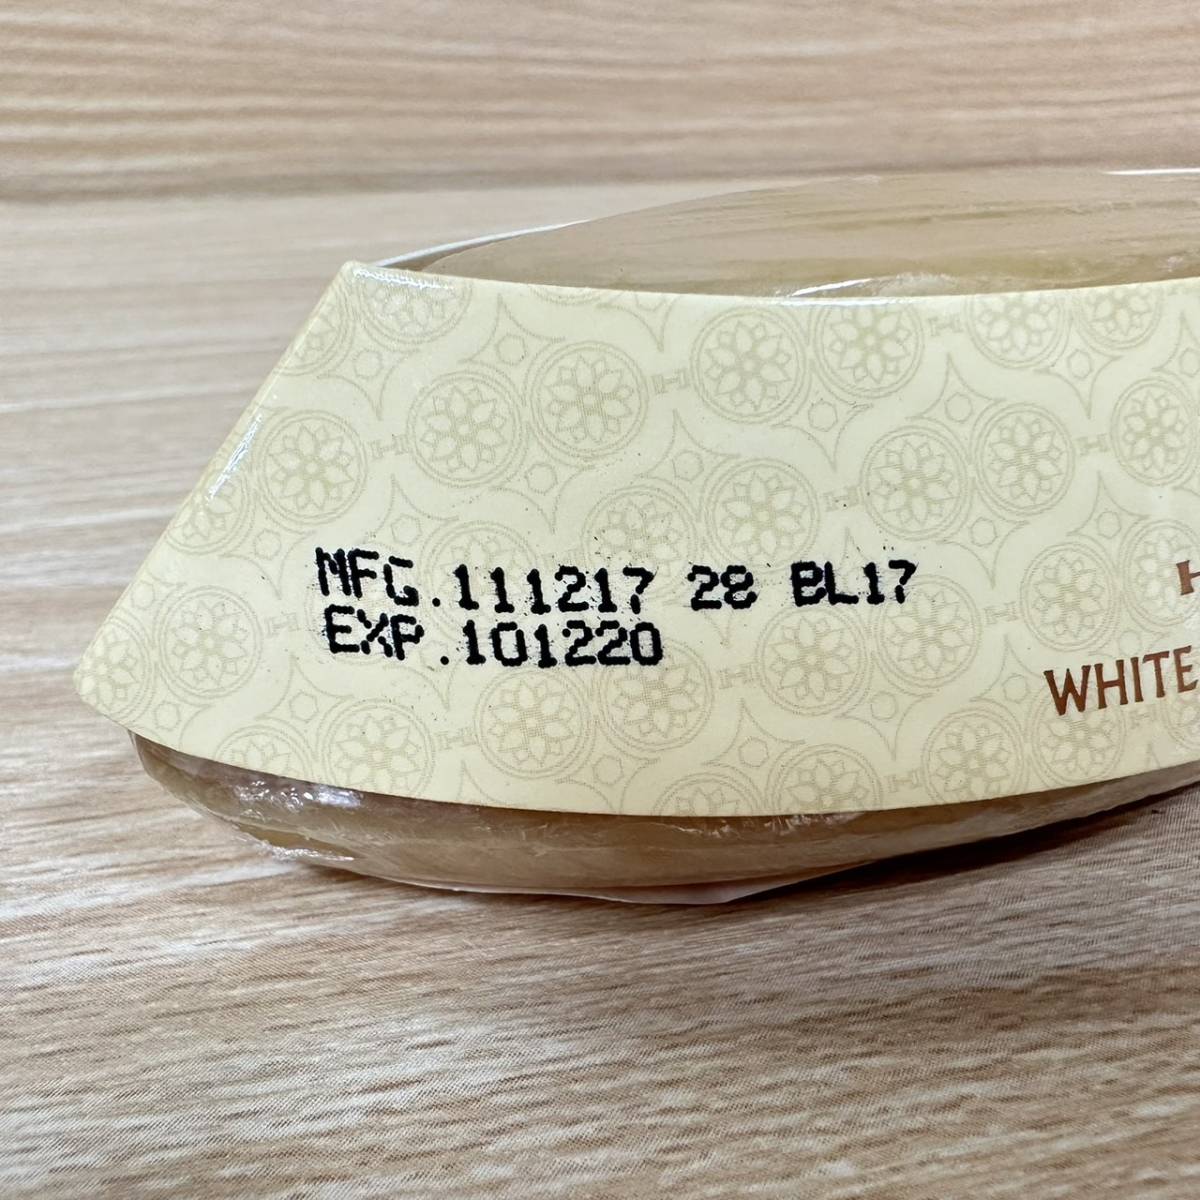 MFG.111217 28 BL17
EXP.101220
H
WHITE